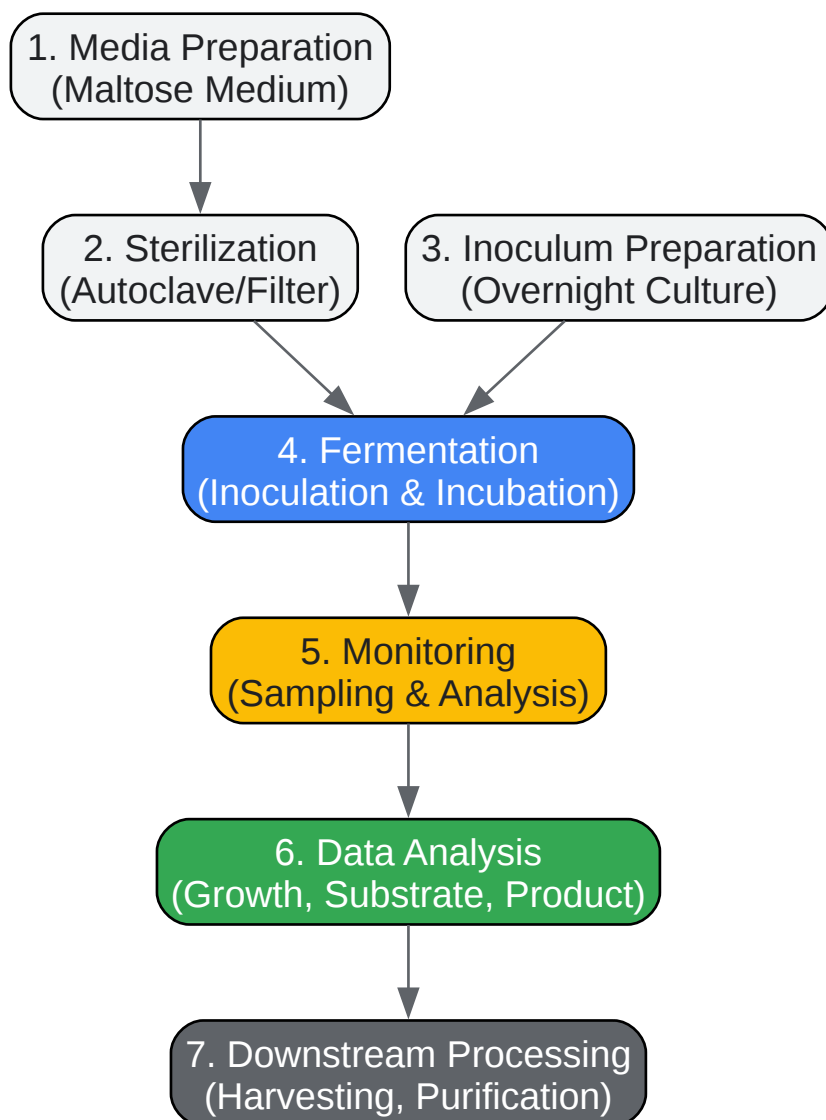 1. Media Preparation
(Maltose Medium)
2. Sterilization
(Autoclave/Filter)
3. Inoculum Preparation
(Overnight Culture)
4. Fermentation
(Inoculation & Incubation)
5. Monitoring
(Sampling & Analysis)
6. Data Analysis
(Growth, Substrate, Product)
7. Downstream Processing
(Harvesting, Purification)